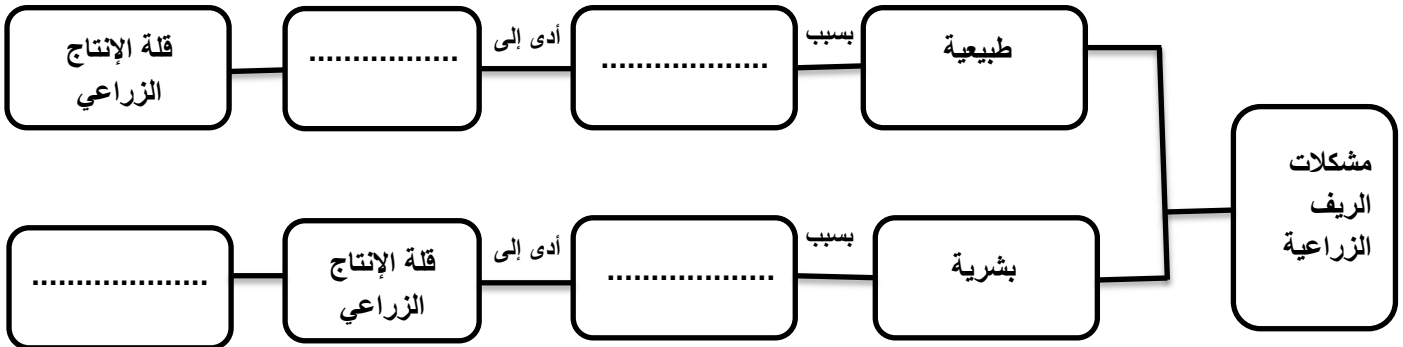 مشكلات
الريف
الزراعية
طبيعية
بسبب
...................
أدى إلى
.................
قلة الإنتاج
الزراعي
بشرية
بسبب
...................
أدى إلى
قلة الإنتاج
الزراعي
....................